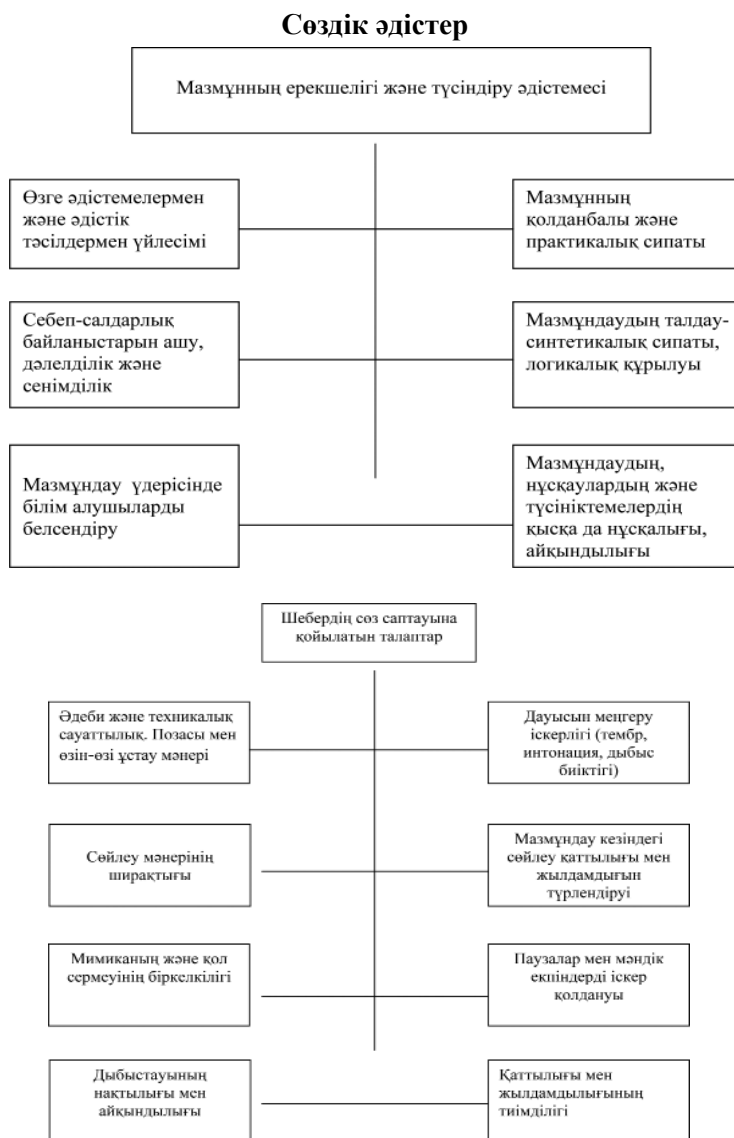 Сөздік әдістер
Мазмұнның ерекшелігі және түсіндіру әдістемесі
Өзге әдістемелермен
және әдістік
тәсілдермен үйлесімі
Мазмұнның
қолданбалы және
практикалық сипаты
Себеп-салдарлық
байланыстарын ашу,
дәлелділік және
сенімділік
Мазмұндаудың талдау-
синтетикалық сипаты,
логикалық құрылуы
Мазмұндау үдерісінде
білім алушыларды
белсендіру
Мазмұндаудың,
нұсқаулардың және
түсініктемелердің
қысқа да нұсқалығы,
айқындылығы
Шебердің сөз саптауына
қойылатын талаптар
Әдеби және техникалық
сауаттылық. Позасы мен
өзін-өзі ұстау мәнері
Дауысын меңгеру
іскерлігі (тембр,
интонация, дыбыс
биіктігі)
Сөйлеу мәнерінің
ширақтығы
Мазмұндау кезіндегі
сөйлеу қаттылығы мен
жылдамдығын
түрлендіруі
Мимиканың және қол
сермеуінің біркелкілігі
Паузалар мен мәндік
екпіндерді іскер
қолдануы
Дыбыстауының
нақтылығы мен
айқындылығы
Қаттылығы мен
жылдамдылығының
тиімділігі